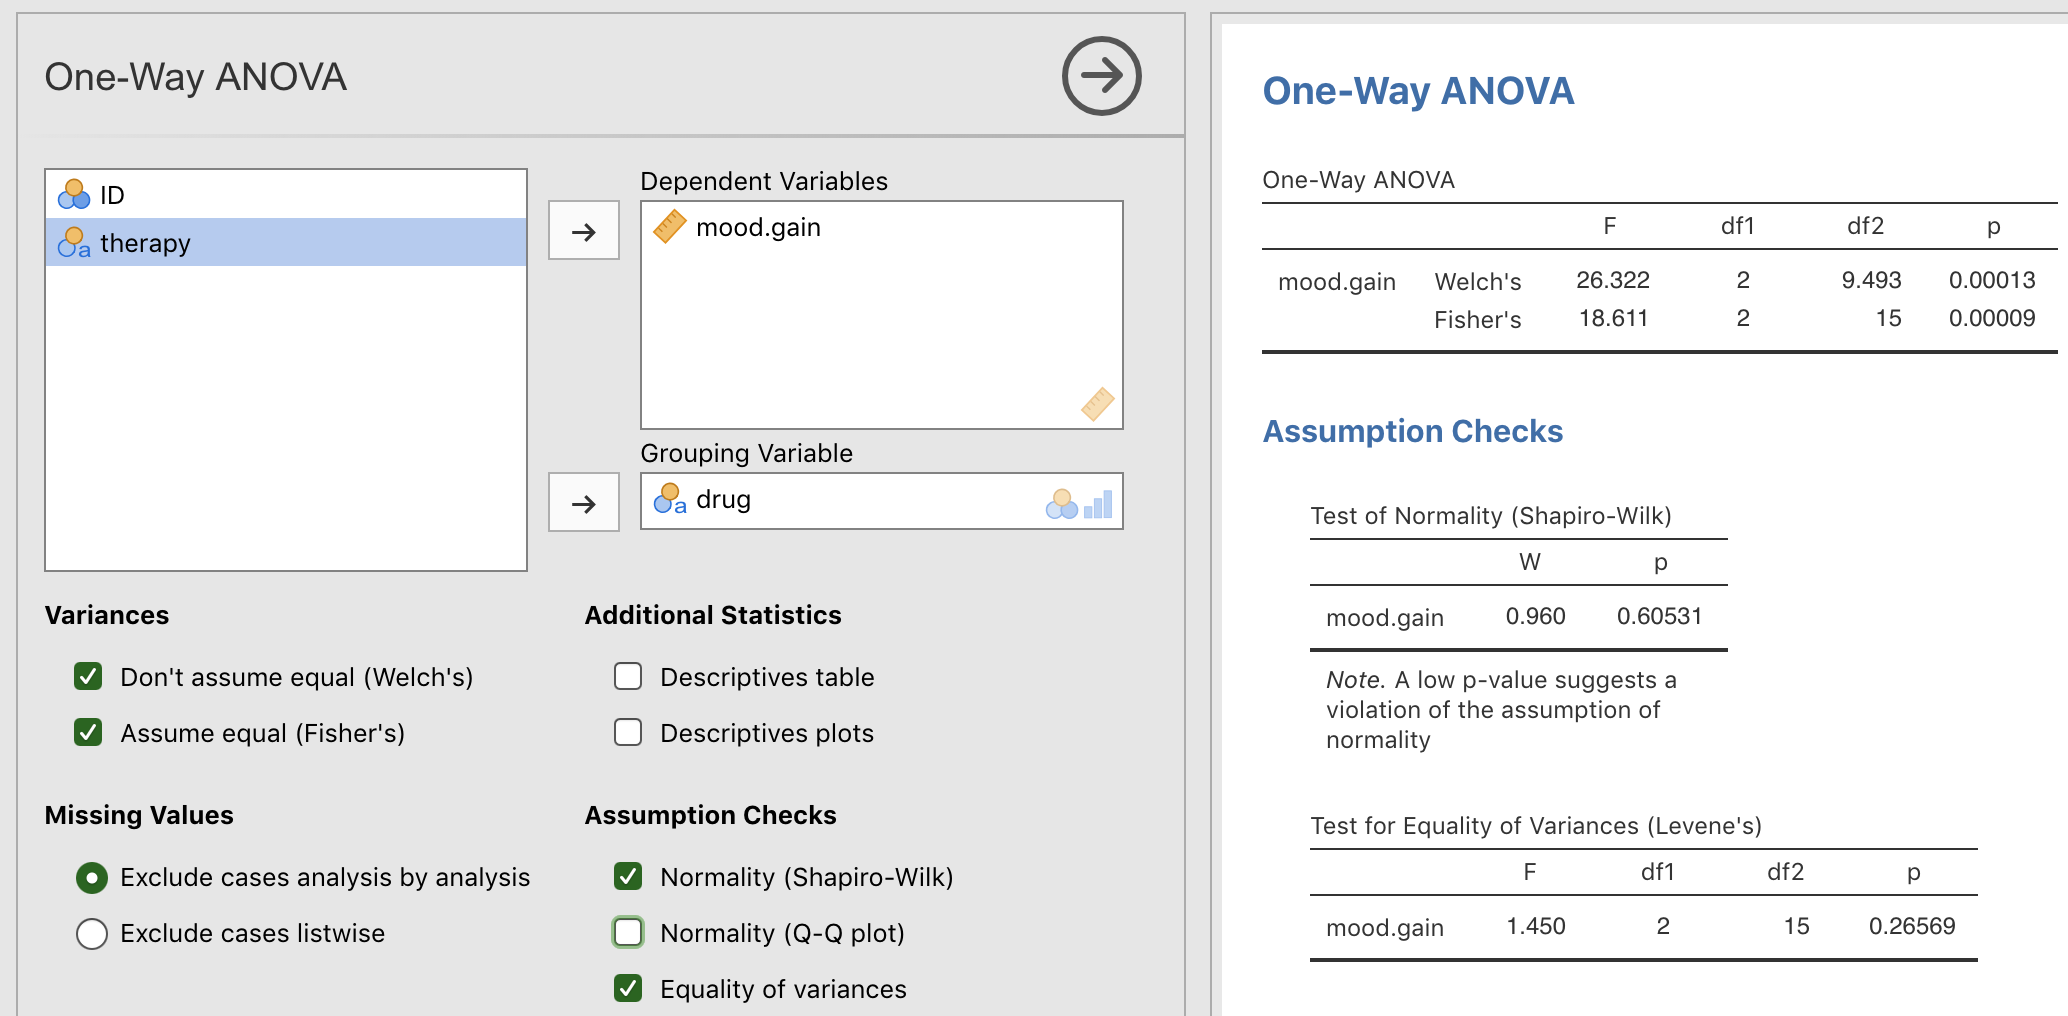 One-Way ANOVA
ID
therapy
Dependent Variables
mood.gain
Grouping Variable
drug
Variances
Don't assume equal (Welch's)
Assume equal (Fisher's)
Additional Statistics
Descriptives table
Descriptives plots
Missing Values
Exclude cases analysis by analysis
Exclude cases listwise
Assumption Checks
Normality (Shapiro-Wilk)
Normality (Q-Q plot)
Equality of variances
One-Way ANOVA
One-Way ANOVA
F df1 df2 p
mood.gain Welch's 26.322 2 9.493 0.00013
Fisher's 18.611 2 15 0.00009
Assumption Checks
Test of Normality (Shapiro-Wilk)
W p
mood.gain 0.960 0.60531
Note. A low p-value suggests a
violation of the assumption of
normality
Test for Equality of Variances (Levene's)
F df1 df2 p
mood.gain 1.450 2 15 0.26569